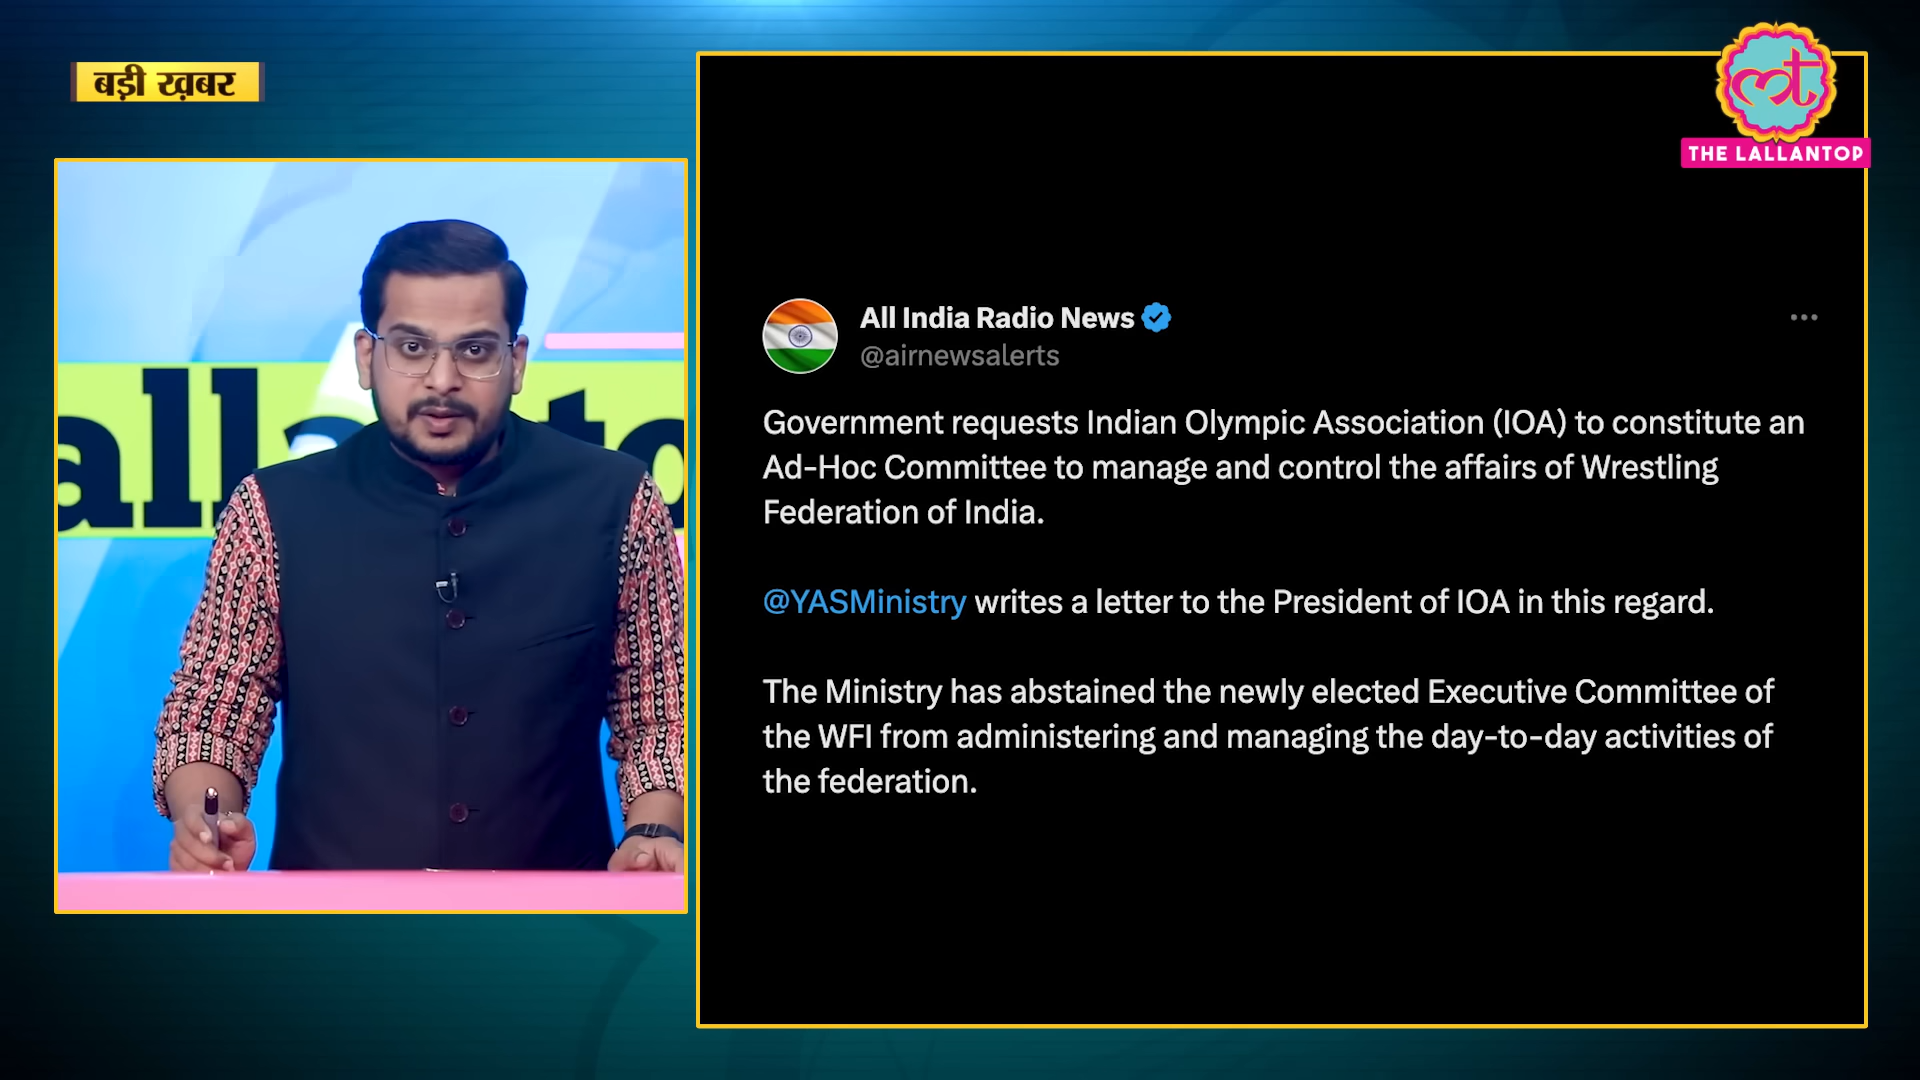 बड़ी ख़बर
THE LALLANTOP
All India Radio News
@airnewsalerts
Government requests Indian Olympic Association (IOA) to constitute an
Ad-Hoc Committee to manage and control the affairs of Wrestling
Federation of India.
@YASMinistry writes a letter to the President of IOA in this regard.
The Ministry has abstained the newly elected Executive Committee of
the WFI from administering and managing the day-to-day activities of
the federation.